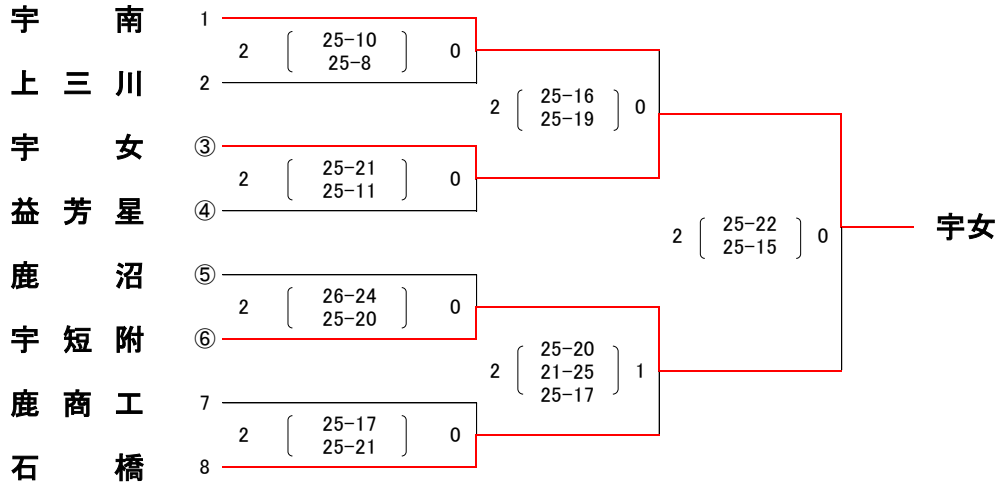 宇南 1
2 25-10 0
25-8
上三川 2
2 25-16 0
25-19
宇女 ③
2 25-21 0
25-11
益芳星 ④
2 25-22 0
25-15
宇女
鹿沼 ⑤
2 26-24 0
25-20
宇短附 ⑥
2 25-20 1
21-25
25-17
鹿商工 7
2 25-17 0
25-21
石橋 8